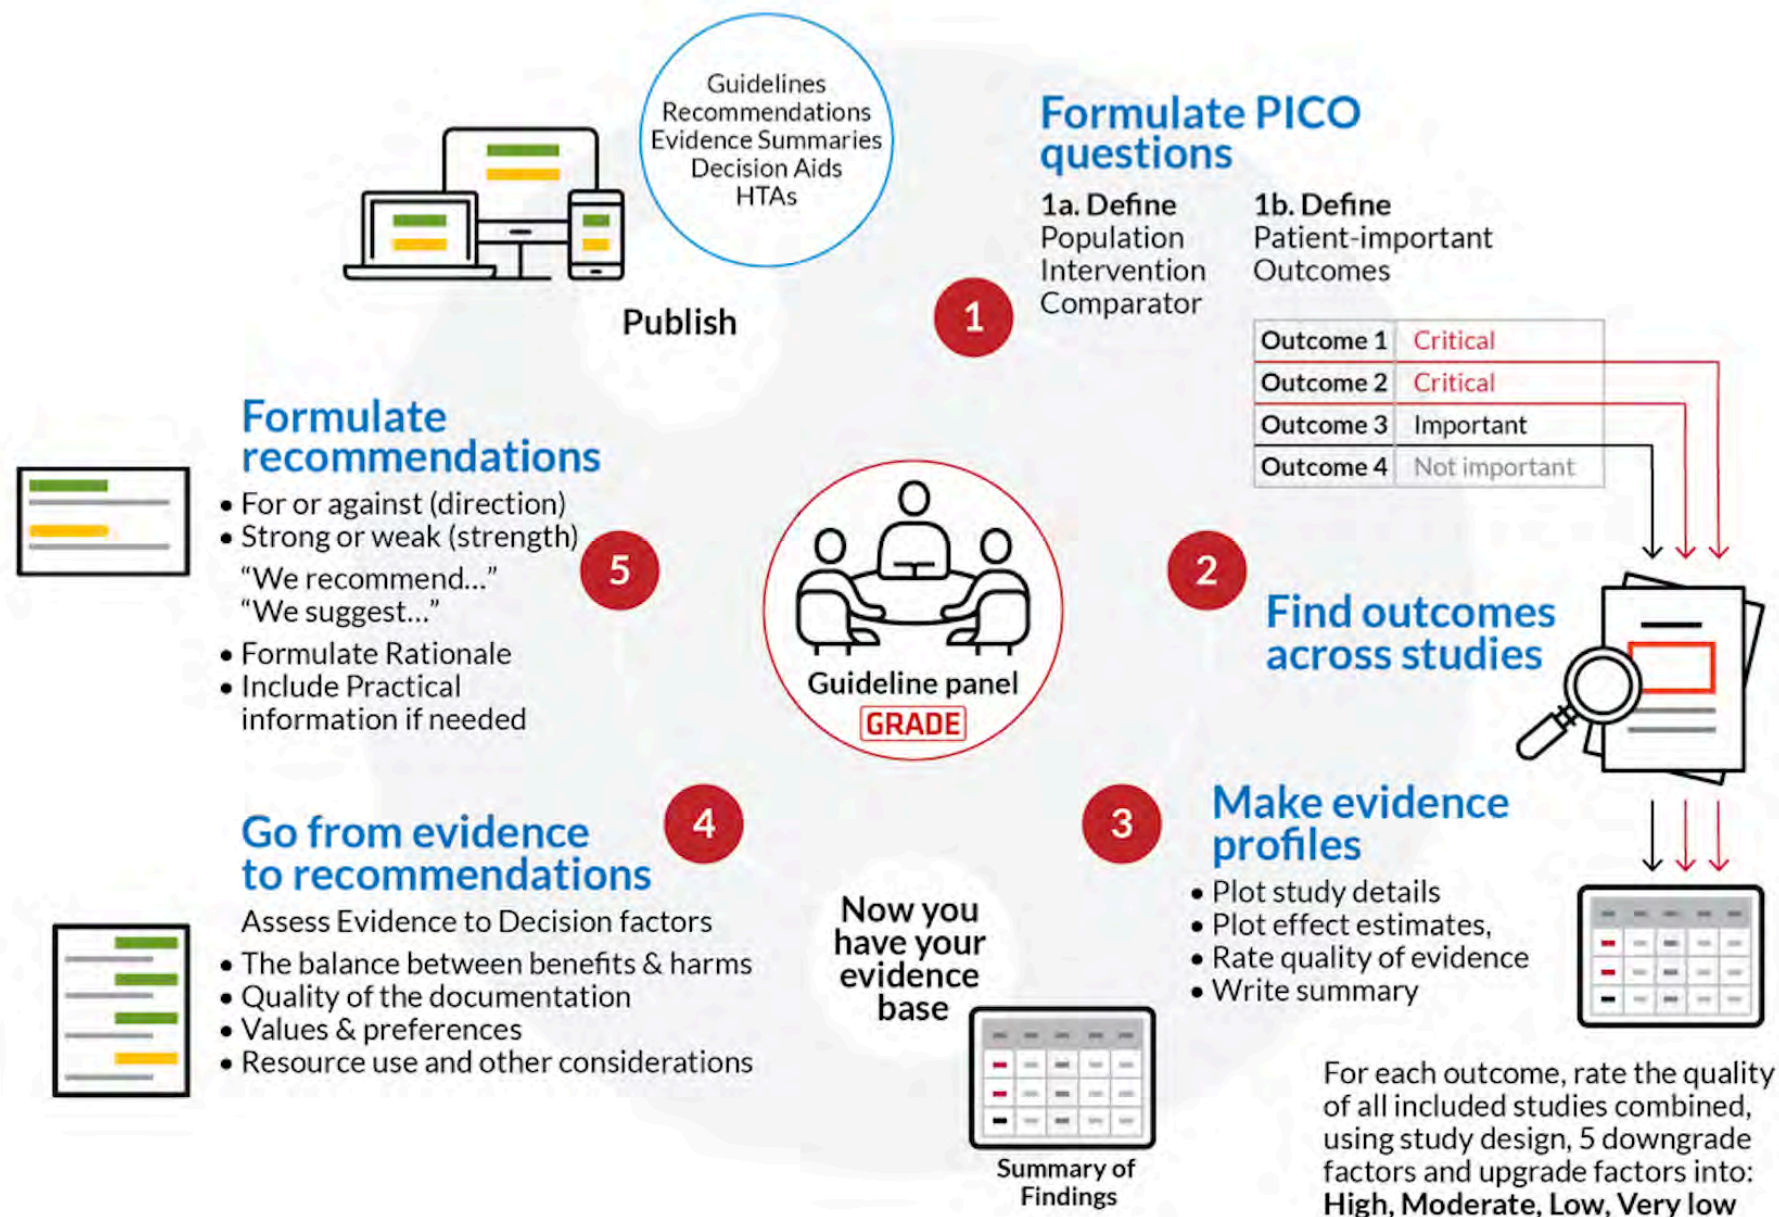 Guidelines
Recommendations
Evidence Summaries
Decision Aids
HTAs
Publish
1
Formulate PICO
questions
1a. Define
Population
Intervention
Comparator
1b. Define
Patient-important
Outcomes
Outcome 1 Critical
Outcome 2 Critical
Outcome 3 Important
Outcome 4 Not important
2
Find outcomes
across studies
3
Make evidence
profiles
• Plot study details
• Plot effect estimates,
• Rate quality of evidence
• Write summary
For each outcome, rate the quality
of all included studies combined,
using study design, 5 downgrade
factors and upgrade factors into:
High, Moderate, Low, Very low
Now you
have your
evidence
base
Summary of
Findings
4
Go from evidence
to recommendations
Assess Evidence to Decision factors
• The balance between benefits & harms
• Quality of the documentation
• Values & preferences
• Resource use and other considerations
5
Formulate
recommendations
• For or against (direction)
• Strong or weak (strength)
“We recommend...”
“We suggest...”
• Formulate Rationale
• Include Practical
information if needed
Guideline panel
GRADE